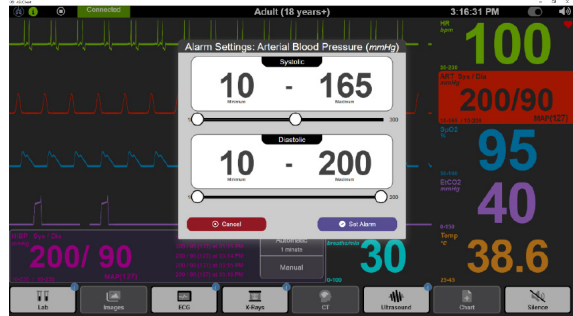 Connected
Adult (18 years+)
3:16:31 PM
HR
bpm
100
30-230
Alarm Settings: Arterial Blood Pressure (mmHg)
Systolic
10 - 165
Minimum
Maximum
300
Diastolic
10 - 200
Minimum
Maximum
200
Cancel
Set Alarm
ART Sys / Dia
mmHg
200/90
MAP(127)
SpO2
%
95
EtCO2
mmHg
40
Temp
°C
38.6
Sys / Dia
200/ 90
MAP(127)
Automatic
1 minute
Manual
breaths/min
30
0-100
Lab
Images
ECG
X-Rays
CT
Ultrasound
Chart
Silence